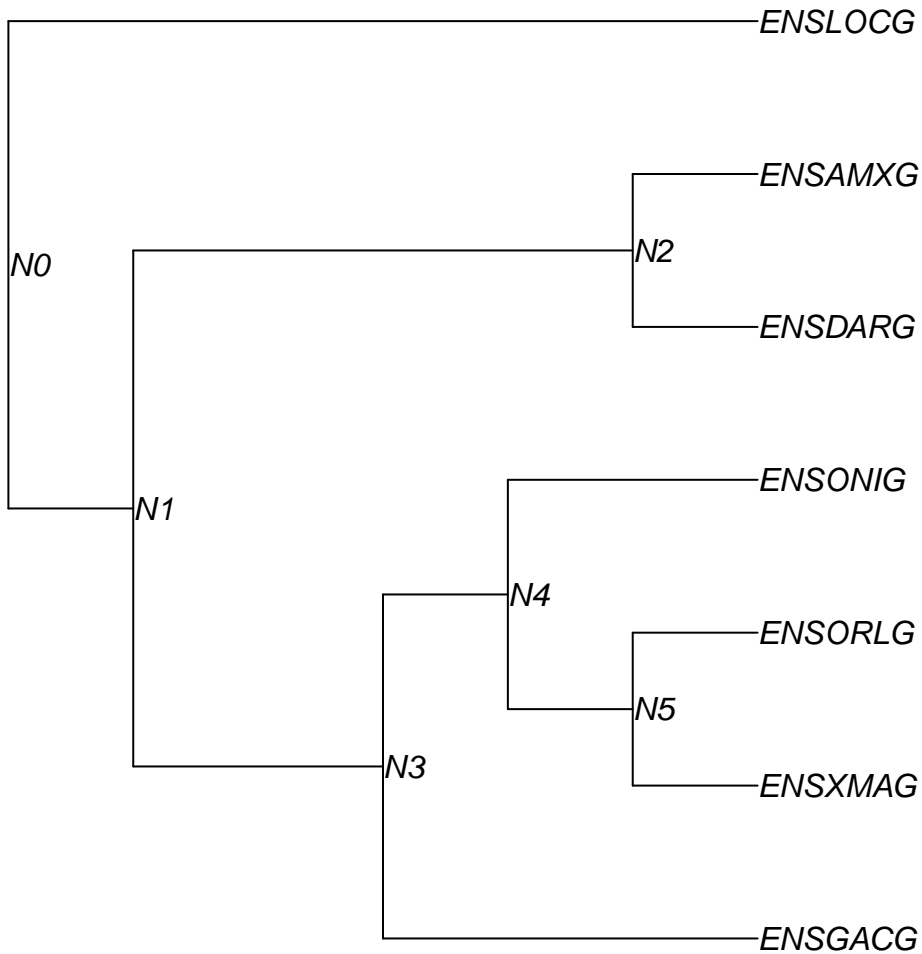 ENSLOCG
ENSAMXG
N2
N0
ENSDARG
ENSONIG
N1
N4
ENSORLG
N5
N3
ENSXMAG
ENSGACG